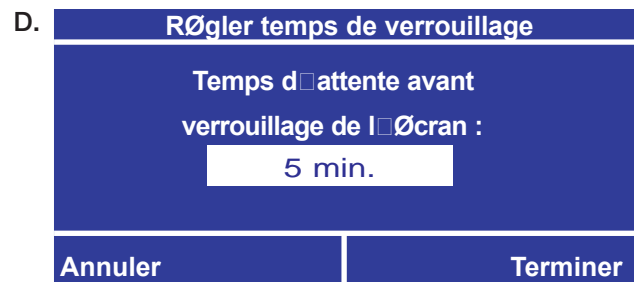 D.
RØgler temps de verrouillage
Temps d□attente avant
verrouillage de l□Øcran :
5 min.
Annuler
Terminer